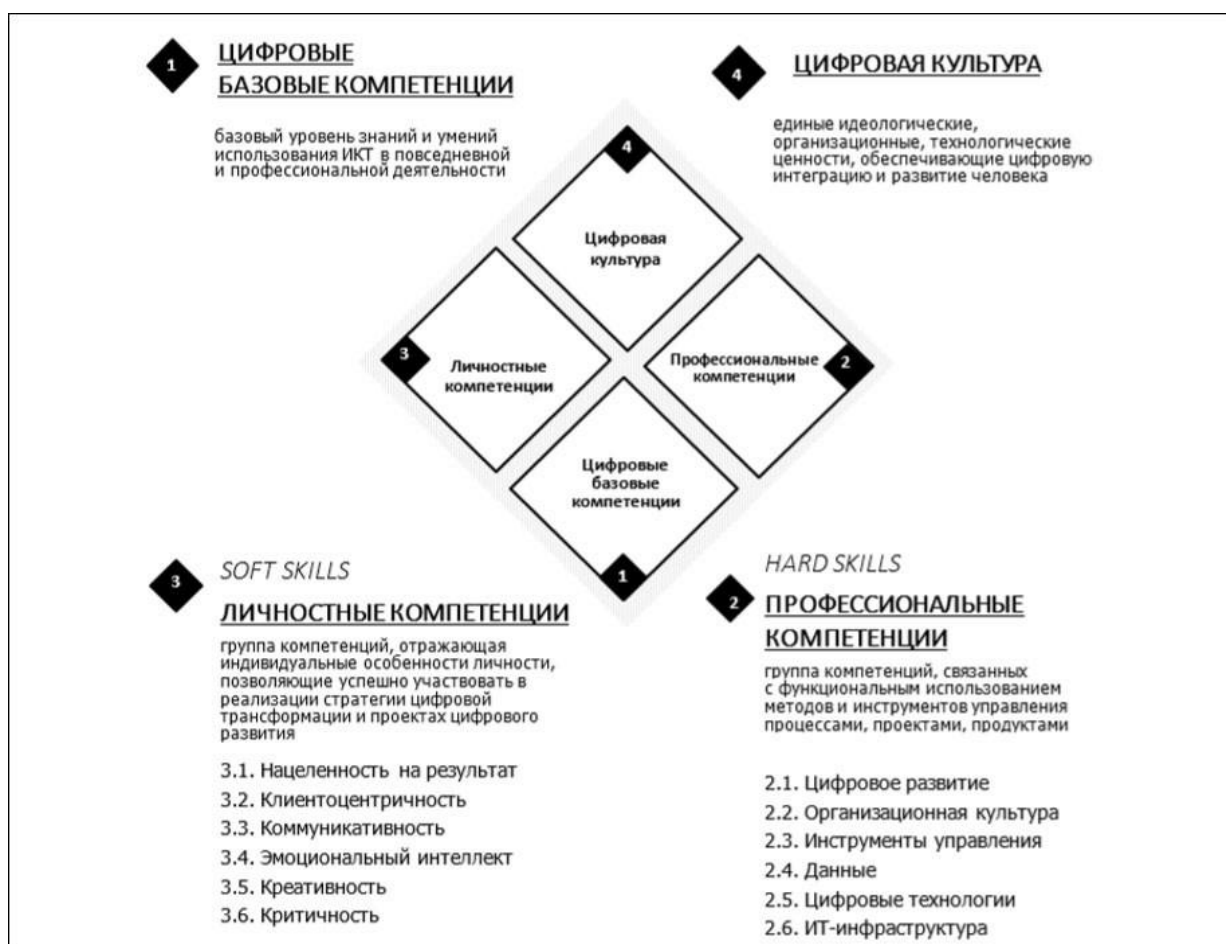 1
ЦИФРОВЫЕ
БАЗОВЫЕ КОМПЕТЕНЦИИ
базовый уровень знаний и умений
использования ИКТ в повседневной
и профессиональной деятельности
4
ЦИФРОВАЯ КУЛЬТУРА
единые идеологические,
организационные, технологические
ценности, обеспечивающие цифровую
интеграцию и развитие человека
4
Цифровая
культура
3
Личностные
компетенции
Профессиональные
компетенции
2
Цифровые
базовые
компетенции
1
3
SOFT SKILLS
ЛИЧНОСТНЫЕ КОМПЕТЕНЦИИ
группа компетенций, отражающая
индивидуальные особенности личности,
позволяющие успешно участвовать в
реализации стратегии цифровой
трансформации и проектах цифрового
развития
3.1. Нацеленность на результат
3.2. Клиентоцентричность
3.3. Коммуникативность
3.4. Эмоциональный интеллект
3.5. Креативность
3.6. Критичность
HARD SKILLS
2
ПРОФЕССИОНАЛЬНЫЕ
КОМПЕТЕНЦИИ
группа компетенций, связанных
с функциональным использованием
методов и инструментов управления
процессами, проектами, продуктами
2.1. Цифровое развитие
2.2. Организационная культура
2.3. Инструменты управления
2.4. Данные
2.5. Цифровые технологии
2.6. ИТ-инфраструктура